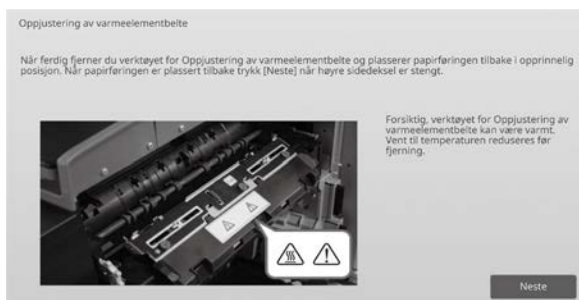 Oppjustering av varmeelementbelte
Når ferdig fjerner du verktøyet for Oppjustering av varmeelementbelte og plasserer papirføringen tilbake i opprinnelig
posisjon. Når papirføringen er plassert tilbake trykk [Neste] når høyre sidedeksel er stengt.
Forsiktig, verktøyet for Oppjustering av
varmeelementbelte kan være varmt.
Vent til temperaturen reduseres før
fjerning.
Neste